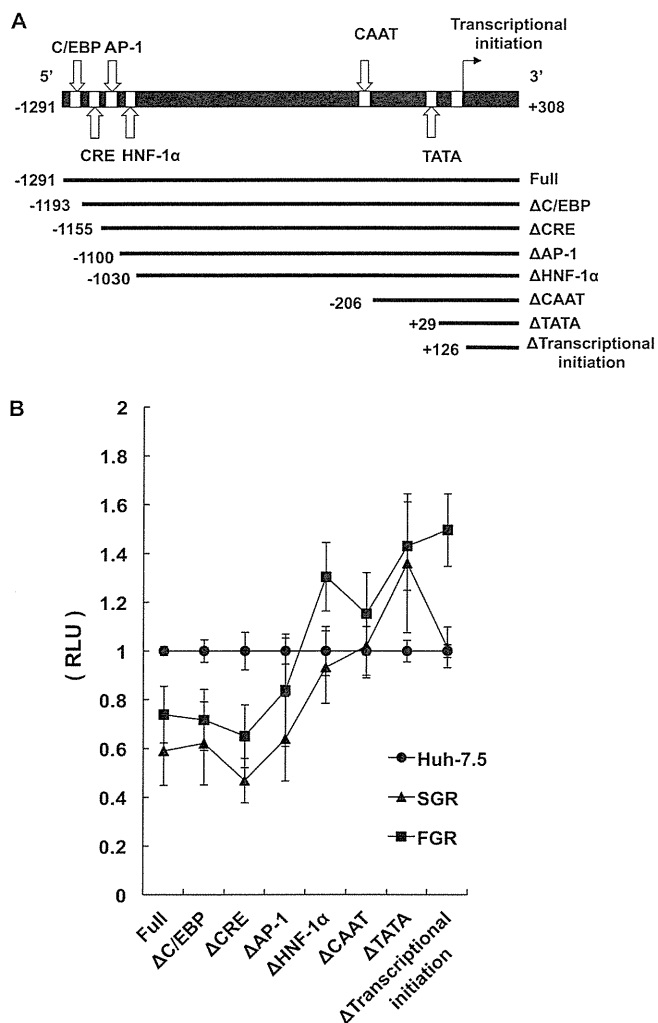 A
Transcriptional
initiation
C/EBP AP-1
CAAT
5’
3’
-1291
+308
CRE HNF-1α
TATA
-1291 Full
-1193 ΔC/EBP
-1155 ΔCRE
-1100 ΔAP-1
-1030 ΔHNF-1α
-206 ΔCAAT
+29 ΔTATA
+126 ΔTranscriptional
initiation
B
2
1.8
1.6
1.4
1.2
1
0.8
0.6
0.4
0.2
0
( RLU )
Huh-7.5
SGR
FGR
Full
ΔC/EBP
ΔCRE
ΔAP-1
ΔHNF-1α
ΔCAAT
ΔTATA
ΔTranscriptional
initiation